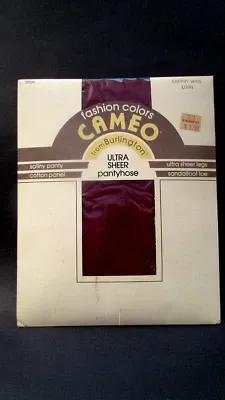 fashion colors
CAMEO
from Burlington
ULTRA
SHEER
pantyhose
satiny panty
cotton panel
ultra sheer legs
sandalfoot toe